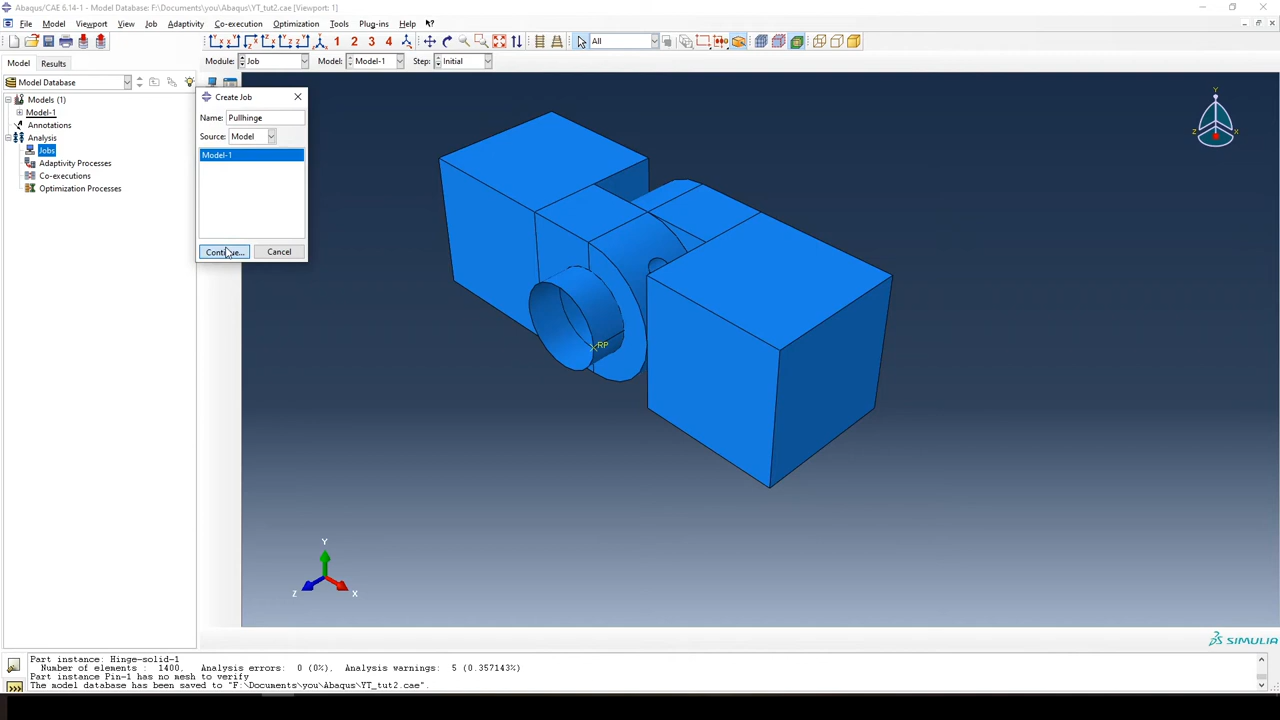 Abaqus/CAE 6.14-1 - Model Database: F:\Documents\you\Abaqus\YT_tut2.cae [Viewport: 1]
File Model Viewport View Job Adaptivity Co-execution Optimization Tools Plug-ins Help
1 2 3 4 All
Model Results Module: Job Model: Model-1 Step: Initial
Model Database
Models (1)
Model-1
Annotations
Analysis
Jobs
Adaptivity Processes
Co-executions
Optimization Processes
Create Job
Name: Pullhinge
Source: Model
Model-1
Continue... Cancel
RP
Y
Z X
Y
Z X
SIMULIA
Part instance: Hinge-solid-1
Number of elements : 1400, Analysis errors: 0 (0%), Analysis warnings: 5 (0.357143%)
Part instance Pin-1 has no mesh to verify
The model database has been saved to "F:\Documents\you\Abaqus\YT_tut2.cae".